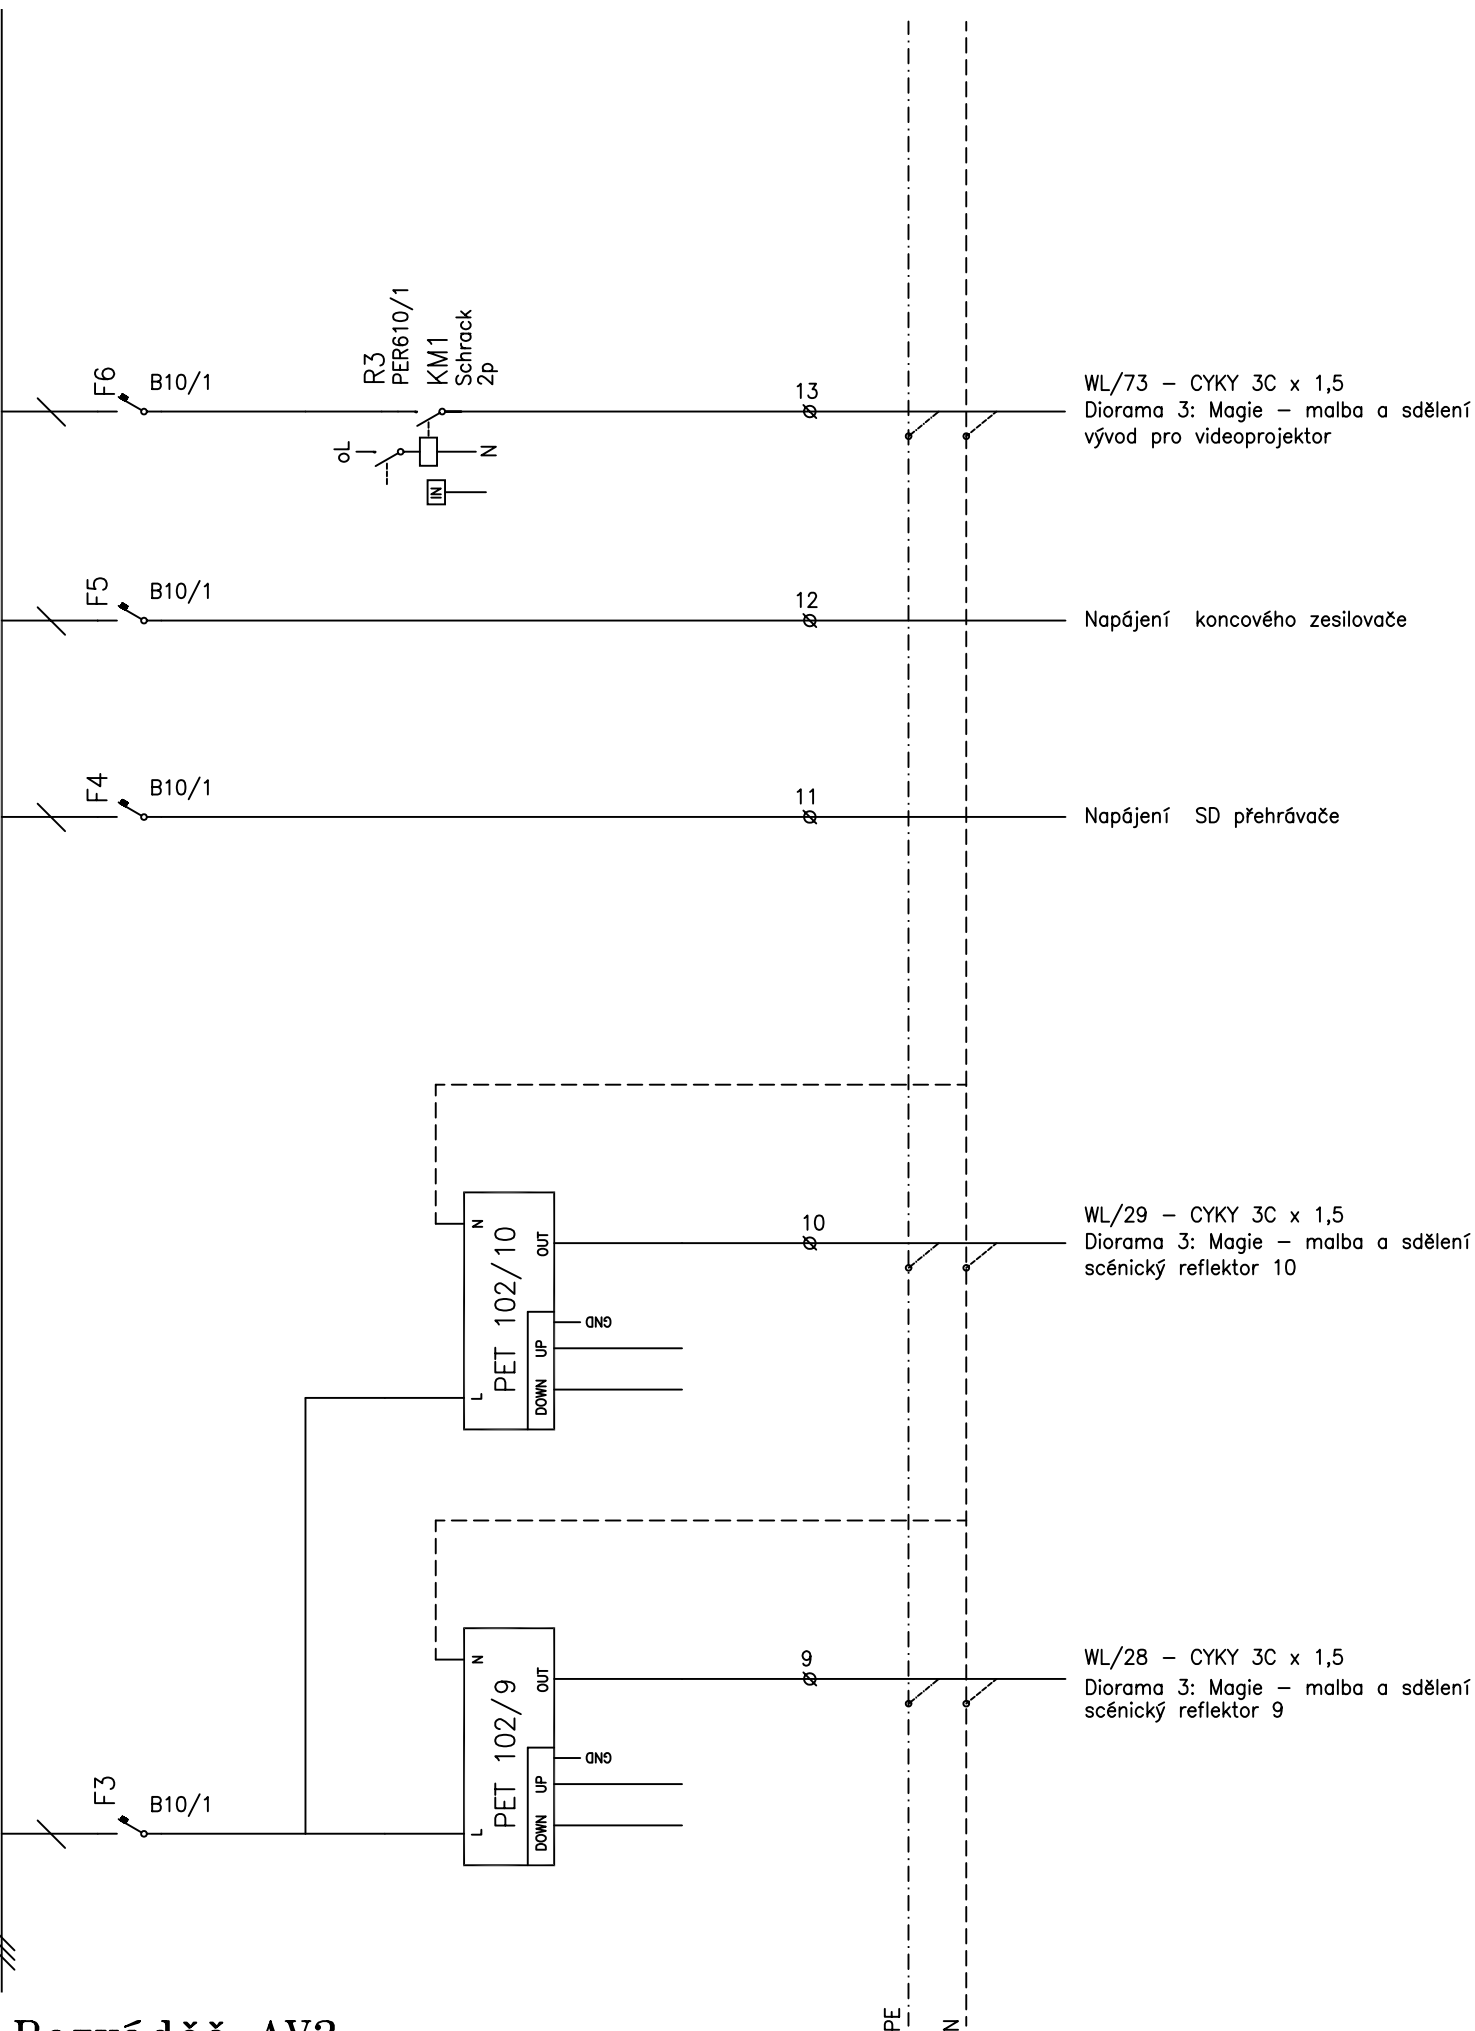 F6
B10/1
R3
PER610/1
KM1
Schrack
2p
oL
N
IN
13
WL/73 – CYKY 3C x 1,5
Diorama 3: Magie – malba a sdělení
vývod pro videoprojektor
F5
B10/1
12
Napájení koncového zesilovače
F4
B10/1
11
Napájení SD přehrávače
N
PET 102/10
OUT
L
DOWN
UP
GND
10
WL/29 – CYKY 3C x 1,5
Diorama 3: Magie – malba a sdělení
scénický reflektor 10
N
PET 102/9
OUT
L
DOWN
UP
GND
9
WL/28 – CYKY 3C x 1,5
Diorama 3: Magie – malba a sdělení
scénický reflektor 9
F3
B10/1
PE
N